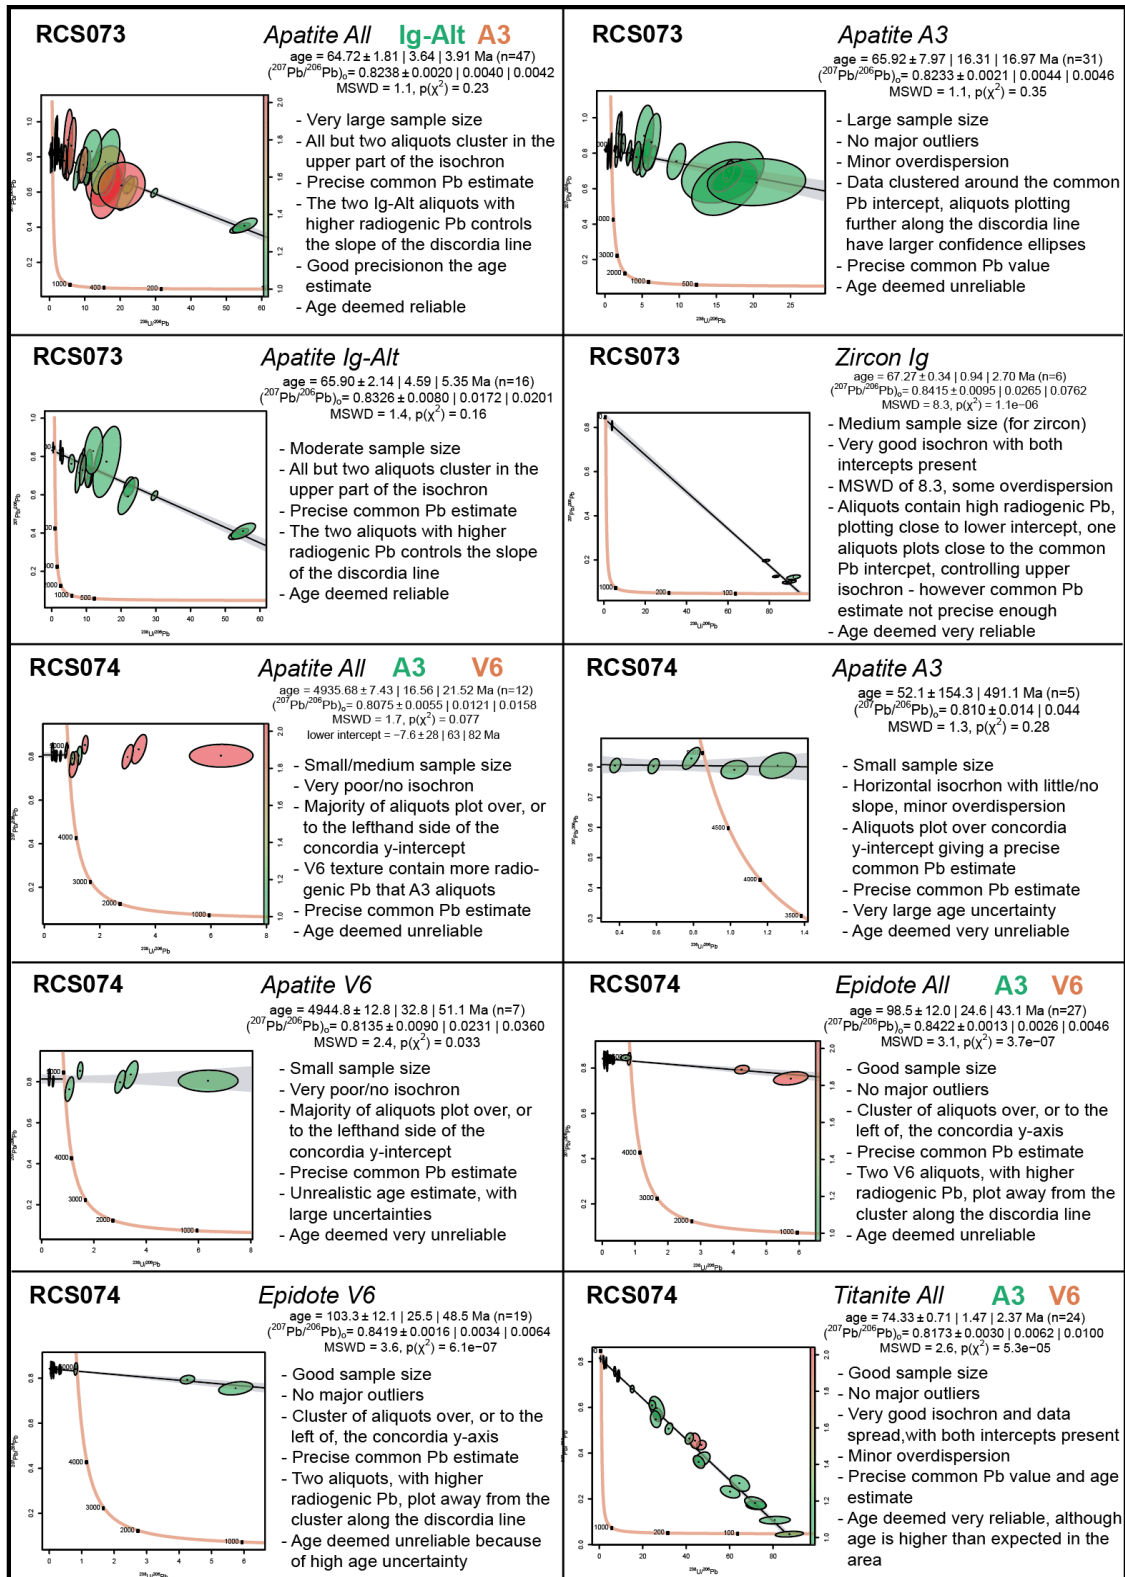 RCS073
Apatite All Ig-Alt A3
age = 64.72 ± 1.81 | 3.64 | 3.91 Ma (n=47)
(²⁰⁷Pb/²⁰⁶Pb)ₒ= 0.8238 ± 0.0020 | 0.0040 | 0.0042
MSWD = 1.1, p(χ²) = 0.23
- Very large sample size
- All but two aliquots cluster in the
upper part of the isochron
- Precise common Pb estimate
- The two Ig-Alt aliquots with
higher radiogenic Pb controls
the slope of the discordia line
- Good precisionon the age
estimate
- Age deemed reliable
RCS073
Apatite A3
age = 65.92 ± 7.97 | 16.31 | 16.97 Ma (n=31)
(²⁰⁷Pb/²⁰⁶Pb)ₒ= 0.8233 ± 0.0021 | 0.0044 | 0.0046
MSWD = 1.1, p(χ²) = 0.35
- Large sample size
- No major outliers
- Minor overdispersion
- Data clustered around the common
Pb intercept, aliquots plotting
further along the discordia line
have larger confidence ellipses
- Precise common Pb value
- Age deemed unreliable
RCS073
Apatite Ig-Alt
age = 65.90 ± 2.14 | 4.59 | 5.35 Ma (n=16)
(²⁰⁷Pb/²⁰⁶Pb)ₒ= 0.8326 ± 0.0080 | 0.0172 | 0.0201
MSWD = 1.4, p(χ²) = 0.16
- Moderate sample size
- All but two aliquots cluster in the
upper part of the isochron
- Precise common Pb estimate
- The two aliquots with higher
radiogenic Pb controls the slope
of the discordia line
- Age deemed reliable
RCS073
Zircon Ig
age = 67.27 ± 0.34 | 0.94 | 2.70 Ma (n=6)
(²⁰⁷Pb/²⁰⁶Pb)ₒ= 0.8415 ± 0.0095 | 0.0265 | 0.0762
MSWD = 8.3, p(χ²) = 1.1e−06
- Medium sample size (for zircon)
- Very good isochron with both
intercepts present
- MSWD of 8.3, some overdispersion
- Aliquots contain high radiogenic Pb,
plotting close to lower intercept, one
aliquots plots close to the common
Pb intercpet, controlling upper
isochron - however common Pb
estimate not precise enough
- Age deemed very reliable
RCS074
Apatite All A3 V6
age = 4935.68 ± 7.43 | 16.56 | 21.52 Ma (n=12)
(²⁰⁷Pb/²⁰⁶Pb)ₒ= 0.8075 ± 0.0055 | 0.0121 | 0.0158
MSWD = 1.7, p(χ²) = 0.077
lower intercept = −7.6 ± 28 | 63 | 82 Ma
- Small/medium sample size
- Very poor/no isochron
- Majority of aliquots plot over, or
to the lefthand side of the
concordia y-intercept
- V6 texture contain more radio-
genic Pb that A3 aliquots
- Precise common Pb estimate
- Age deemed unreliable
RCS074
Apatite A3
age = 52.1 ± 154.3 | 491.1 Ma (n=5)
(²⁰⁷Pb/²⁰⁶Pb)ₒ= 0.810 ± 0.014 | 0.044
MSWD = 1.3, p(χ²) = 0.28
- Small sample size
- Horizontal isocrhon with little/no
slope, minor overdispersion
- Aliquots plot over concordia
y-intercept giving a precise
common Pb estimate
- Precise common Pb estimate
- Very large age uncertainty
- Age deemed very unreliable
RCS074
Apatite V6
age = 4944.8 ± 12.8 | 32.8 | 51.1 Ma (n=7)
(²⁰⁷Pb/²⁰⁶Pb)ₒ= 0.8135 ± 0.0090 | 0.0231 | 0.0360
MSWD = 2.4, p(χ²) = 0.033
- Small sample size
- Very poor/no isochron
- Majority of aliquots plot over, or
to the lefthand side of the
concordia y-intercept
- Precise common Pb estimate
- Unrealistic age estimate, with
large uncertainties
- Age deemed very unreliable
RCS074
Epidote All A3 V6
age = 98.5 ± 12.0 | 24.6 | 43.1 Ma (n=27)
(²⁰⁷Pb/²⁰⁶Pb)ₒ= 0.8422 ± 0.0013 | 0.0026 | 0.0046
MSWD = 3.1, p(χ²) = 3.7e−07
- Good sample size
- No major outliers
- Cluster of aliquots over, or to the
left of, the concordia y-axis
- Precise common Pb estimate
- Two V6 aliquots, with higher
radiogenic Pb, plot away from the
cluster along the discordia line
- Age deemed unreliable
RCS074
Epidote V6
age = 103.3 ± 12.1 | 25.5 | 48.5 Ma (n=19)
(²⁰⁷Pb/²⁰⁶Pb)ₒ= 0.8419 ± 0.0016 | 0.0034 | 0.0064
MSWD = 3.6, p(χ²) = 6.1e−07
- Good sample size
- No major outliers
- Cluster of aliquots over, or to the
left of, the concordia y-axis
- Precise common Pb estimate
- Two aliquots, with higher
radiogenic Pb, plot away from the
cluster along the discordia line
- Age deemed unreliable because
of high age uncertainty
RCS074
Titanite All A3 V6
age = 74.33 ± 0.71 | 1.47 | 2.37 Ma (n=24)
(²⁰⁷Pb/²⁰⁶Pb)ₒ= 0.8173 ± 0.0030 | 0.0062 | 0.0100
MSWD = 2.6, p(χ²) = 5.3e−05
- Good sample size
- No major outliers
- Very good isochron and data
spread,with both intercepts present
- Minor overdispersion
- Precise common Pb value and age
estimate
- Age deemed very reliable, although
age is higher than expected in the
area